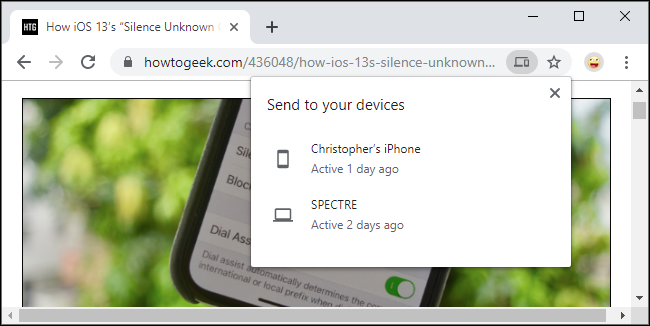 HTG How iOS 13's “Silence Unknown
howtogeek.com/436048/how-ios-13s-silence-unknown...
Send to your devices
Christopher's iPhone
Active 1 day ago
SPECTRE
Active 2 days ago
Sile
Block
Dial Ass
Dial assist automatically determines the
international or local prefix when